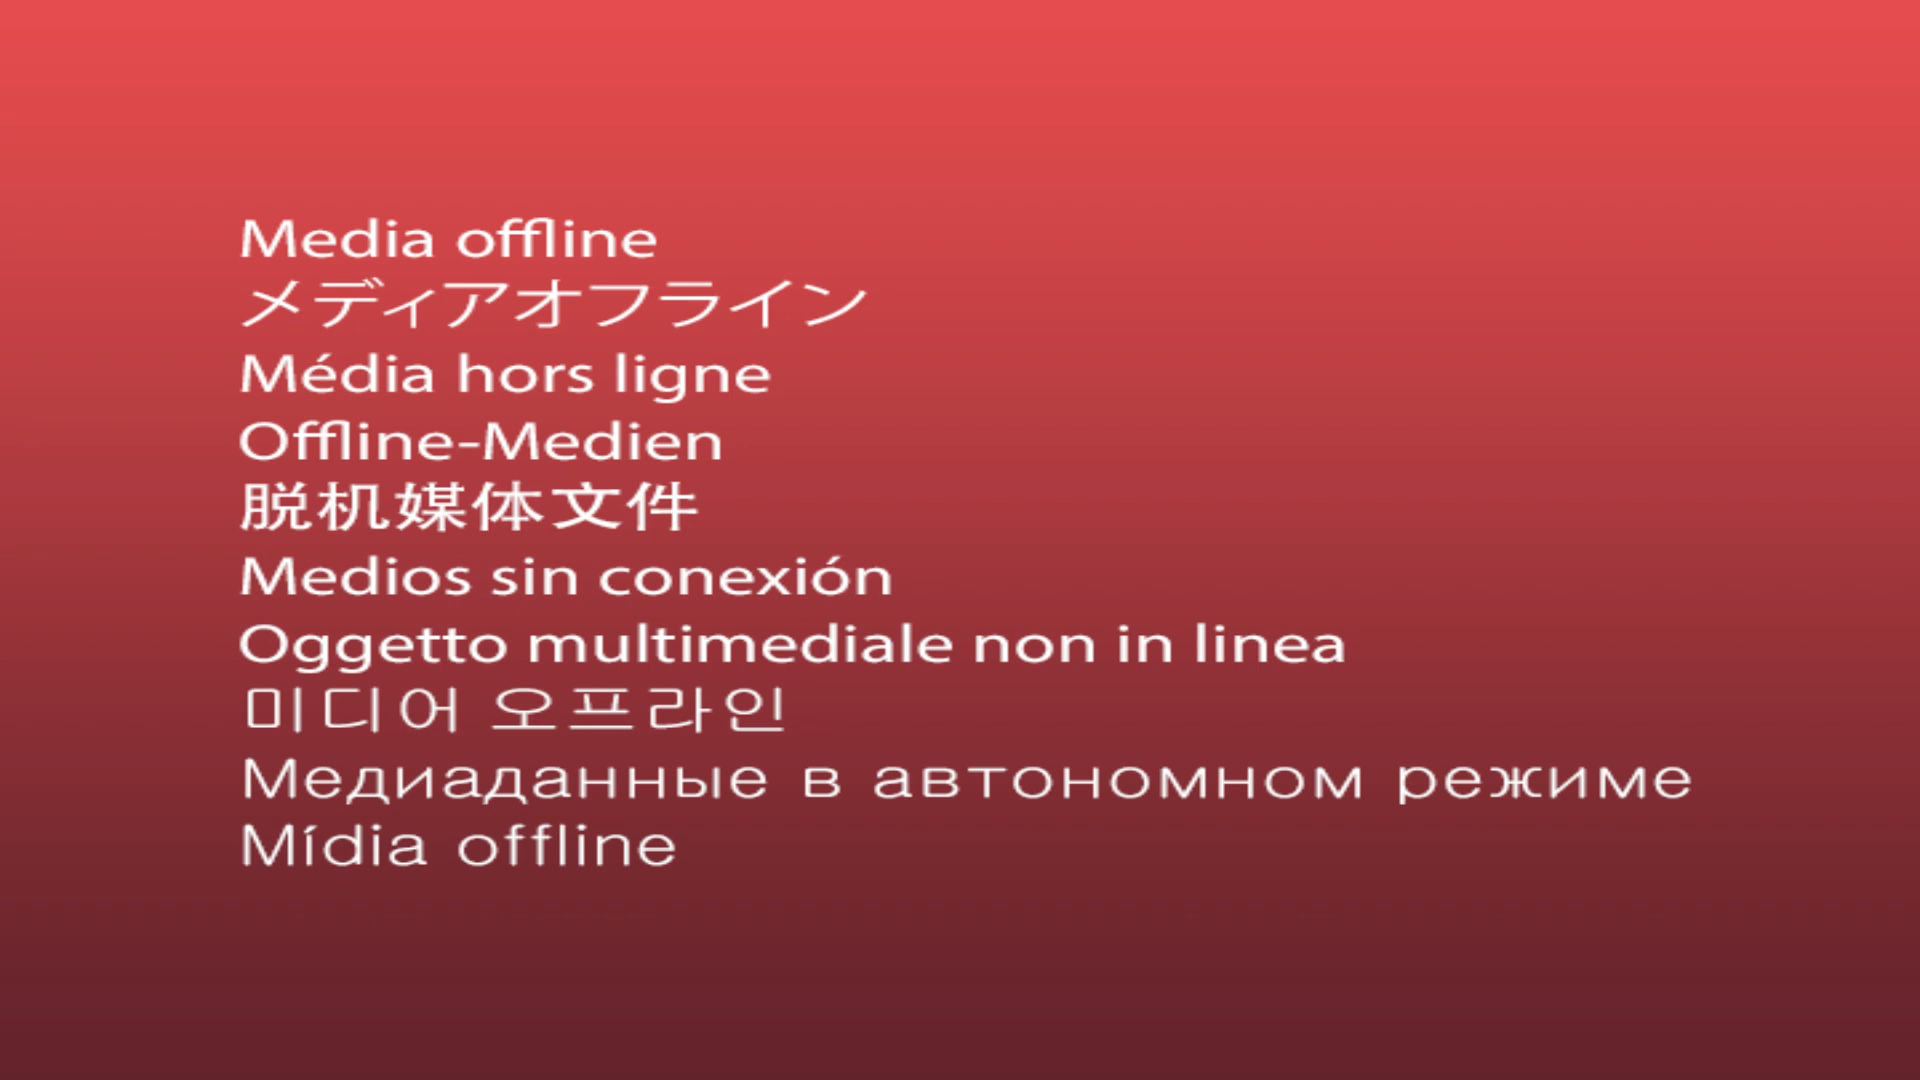 Media offline
メディアオフライン
Média hors ligne
Offline-Medien
脱机媒体文件
Medios sin conexión
Oggetto multimediale non in linea
미디어 오프라인
Медиаданные в автономном режиме
Mídia offline